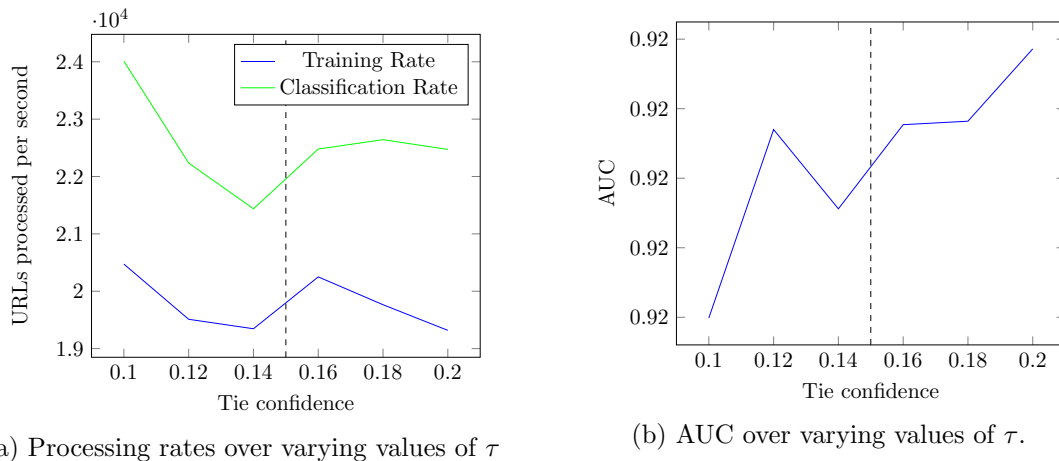 ·10⁴
2.4
2.3
2.2
2.1
2
1.9
URLs processed per second
Training Rate
Classification Rate
0.1 0.12 0.14 0.16 0.18 0.2
Tie confidence
a) Processing rates over varying values of τ
0.92
0.92
0.92
0.92
0.92
AUC
0.1 0.12 0.14 0.16 0.18 0.2
Tie confidence
(b) AUC over varying values of τ.